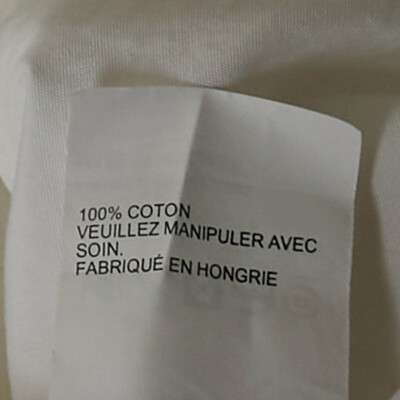 100% COTON
VEUILLEZ MANIPULER AVEC
SOIN.
FABRIQUÉ EN HONGRIE